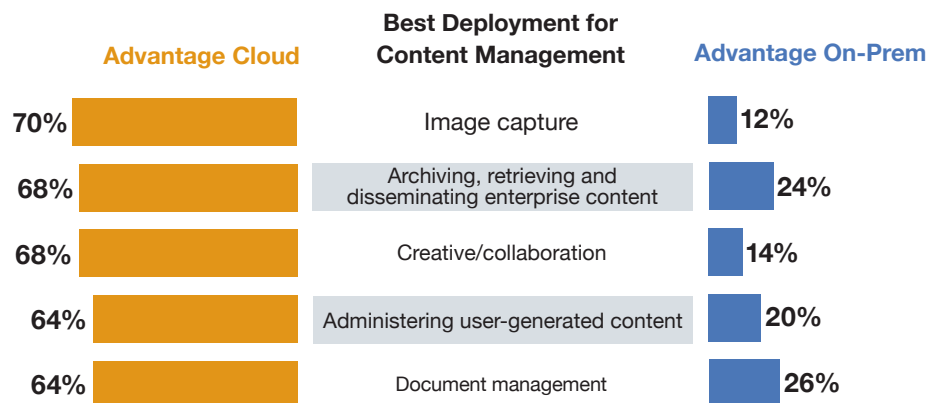 Best Deployment for
Content Management
Advantage Cloud
Advantage On-Prem
70%
Image capture
12%
68%
Archiving, retrieving and
disseminating enterprise content
24%
68%
Creative/collaboration
14%
64%
Administering user-generated content
20%
64%
Document management
26%